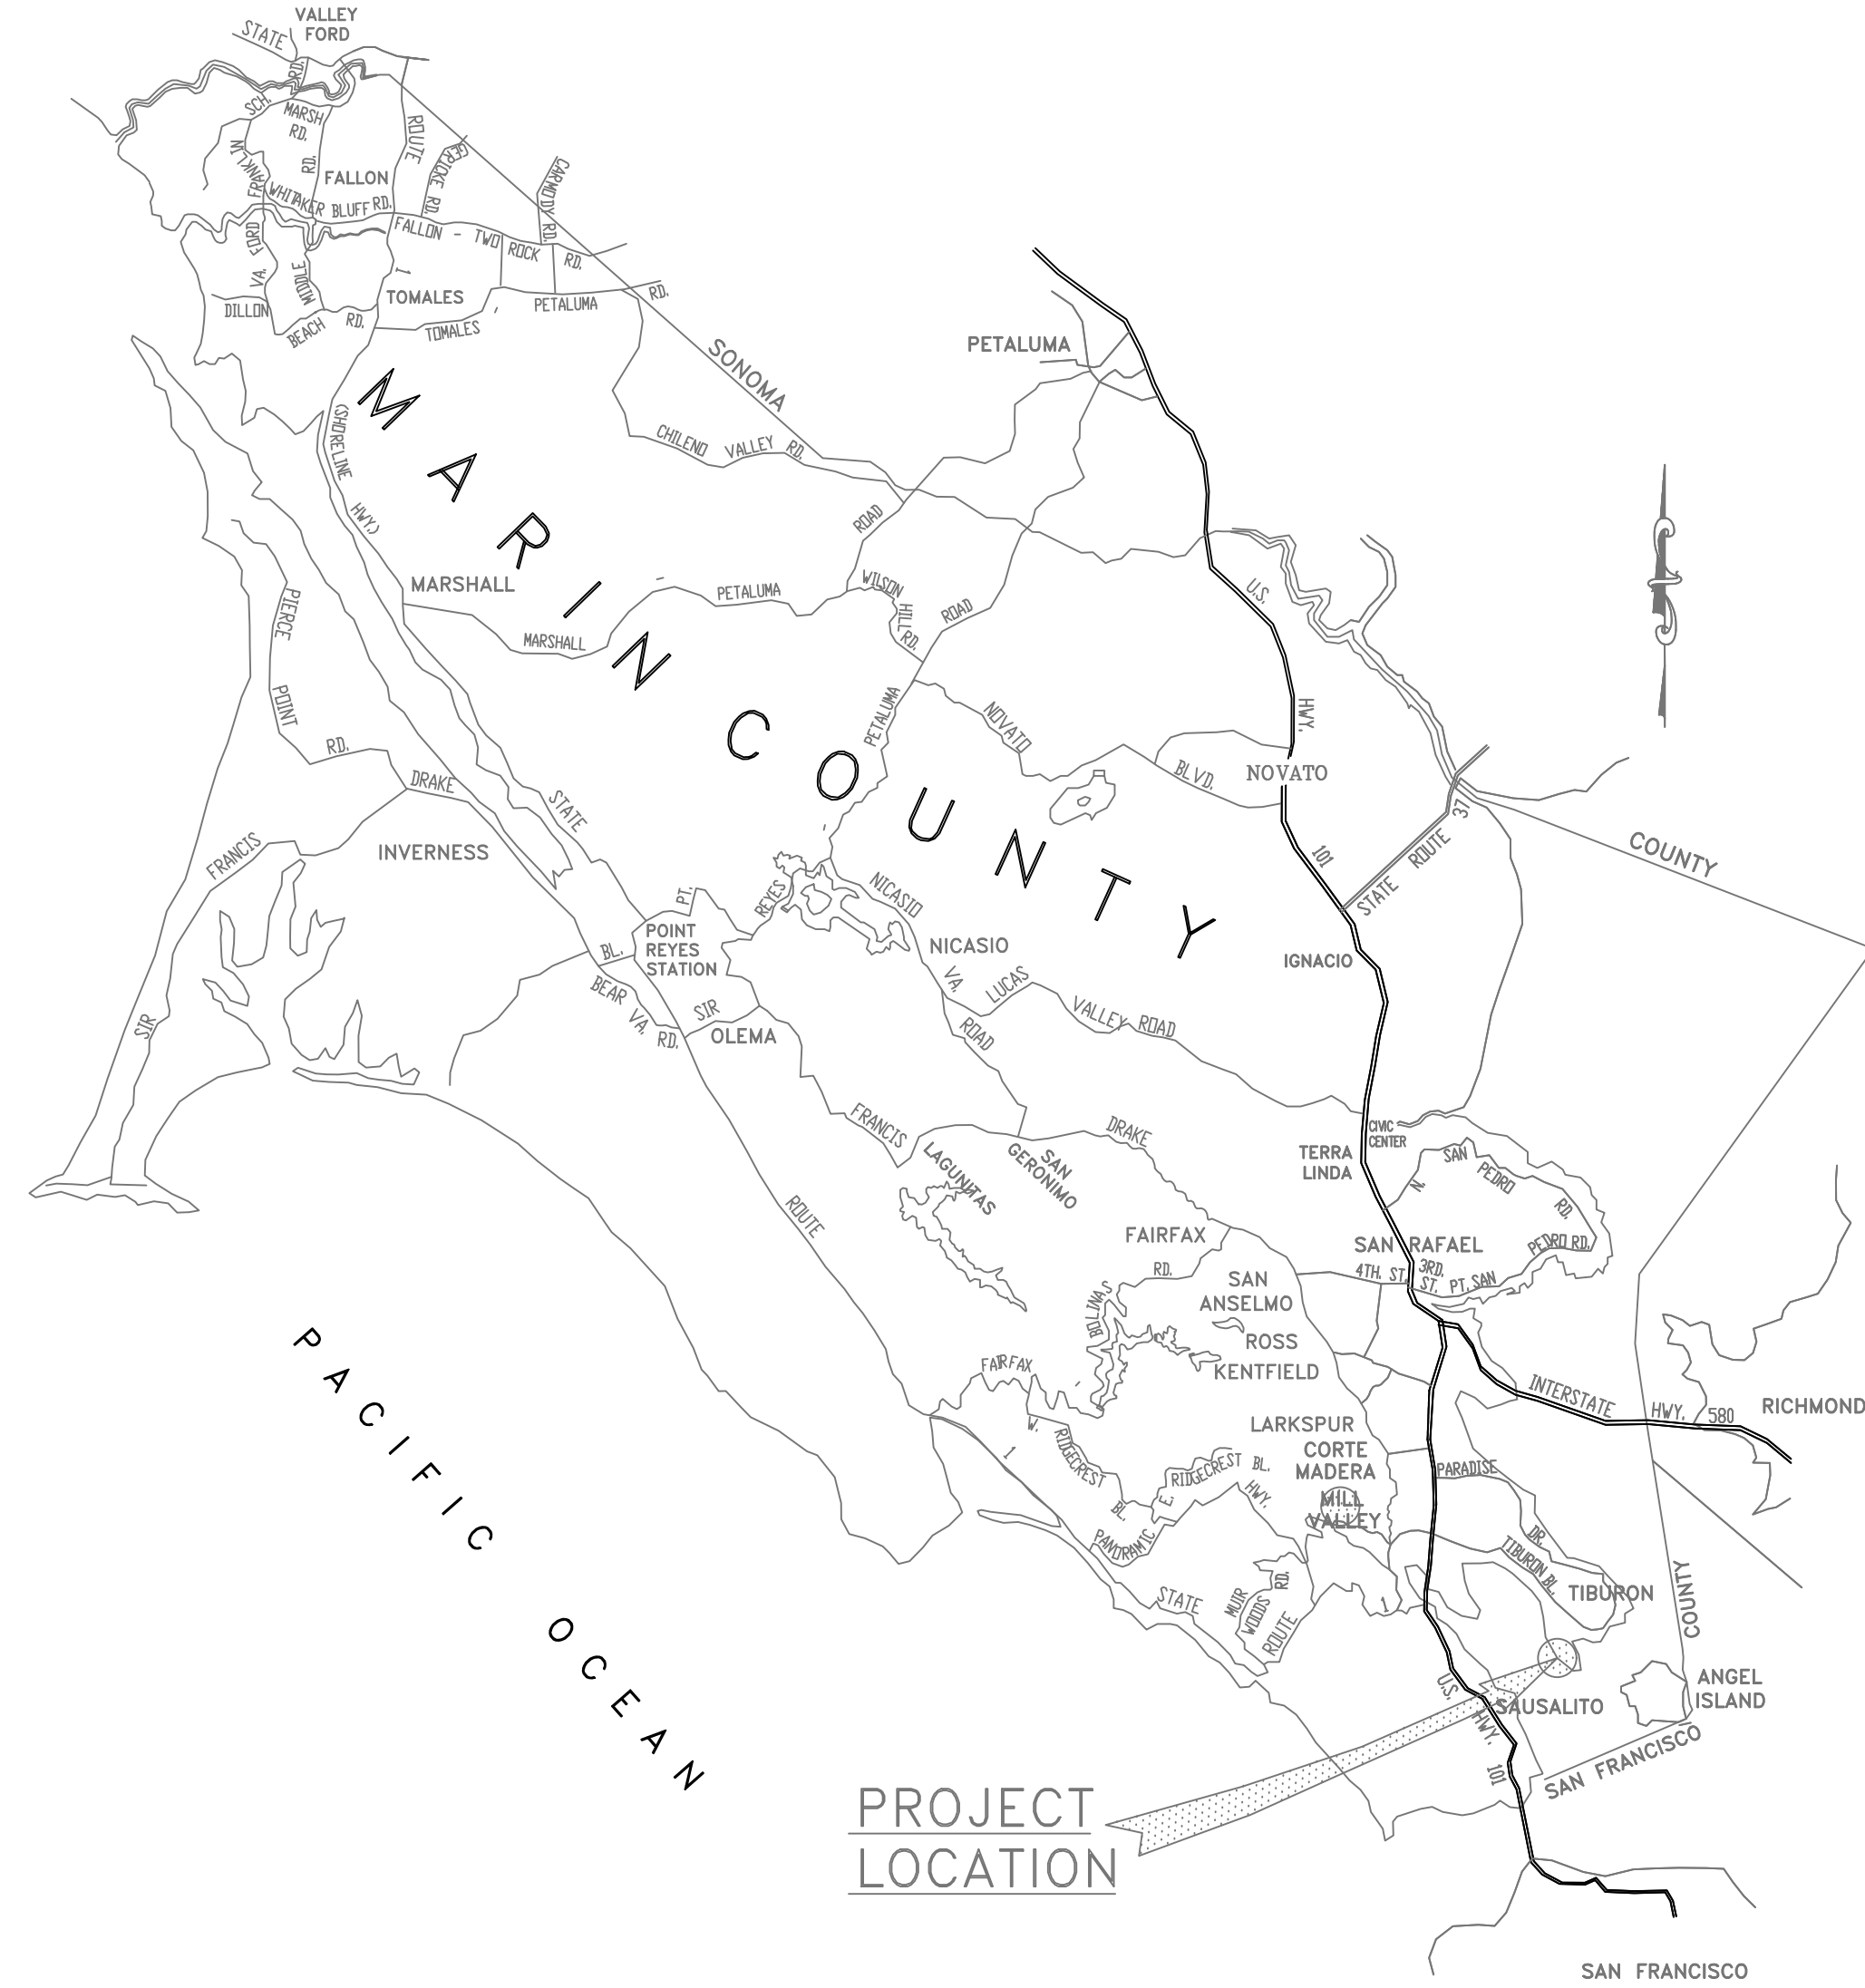 VALLEY
FORD
STATE
RD.
SCH.
MARSH
RD.
RD.
FRANKLIN
FALLON
ROUTE
GERICKE RD.
CARMODY RD.
WHITAKER BLUFF RD.
FALLON - TWO ROCK RD.
VA. FORD
MIDDLE
1
DILLON
BEACH RD.
TOMALES
TOMALES - PETALUMA RD.
SONOMA
PETALUMA
MARIN COUNTY
(SHORELINE HWY.)
CHILENO VALLEY RD.
ROAD
MARSHALL
MARSHALL - PETALUMA
WILSON
HILL
RD.
ROAD
U.S.
HWY.
PIERCE
POINT
RD.
PETALUMA
NOVATO
BLVD.
NOVATO
DRAKE
STATE
-
101
STATE ROUTE 37
COUNTY
FRANCIS
INVERNESS
PT.
REYES
NICASIO
POINT
REYES
STATION
NICASIO
IGNACIO
BL.
VA.
LUCAS
VALLEY ROAD
BEAR
VA.
RD.
SIR
OLEMA
ROAD
SIR
FRANCIS
DRAKE
CIVIC
CENTER
LAGUNITAS
SAN
GERONIMO
TERRA
LINDA
N.
SAN
PEDRO
RD.
ROUTE
FAIRFAX
SAN RAFAEL
PEDRO RD.
RD.
4TH. ST.
3RD.
ST.
PT. SAN
SAN
ANSELMO
BOLINAS
ROSS
PACIFIC OCEAN
FAIRFAX
-
KENTFIELD
INTERSTATE HWY. 580
RICHMOND
W.
RIDGECREST
BL.
1
LARKSPUR
CORTE
MADERA
E.
RIDGECREST BL.
HWY.
PARADISE
MILL
VALLEY
PANORAMIC
DR.
TIBURON BL.
TIBURON
COUNTY
STATE
MUIR
WOODS
RD.
ROUTE
1
ANGEL
ISLAND
U.S.
HWY.
101
SAUSALITO
SAN FRANCISCO
PROJECT
LOCATION
SAN FRANCISCO